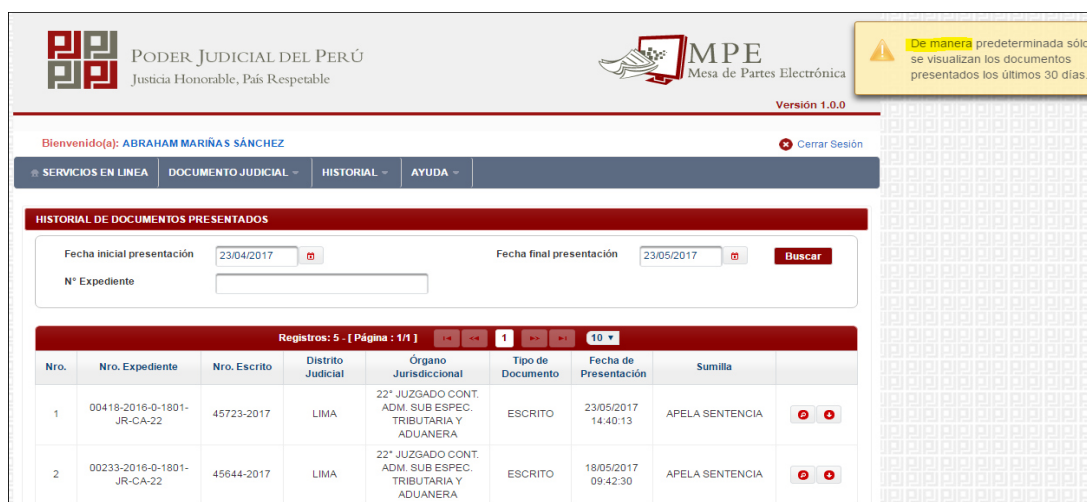 PODER JUDICIAL DEL PERÚ
Justicia Honorable, País Respetable
MPE
Mesa de Partes Electrónica
De manera predeterminada sólo
se visualizan los documentos
presentados los últimos 30 días.
Versión 1.0.0
Bienvenido(a): ABRAHAM MARIÑAS SÁNCHEZ
Cerrar Sesión
SERVICIOS EN LINEA DOCUMENTO JUDICIAL HISTORIAL AYUDA
HISTORIAL DE DOCUMENTOS PRESENTADOS
Fecha inicial presentación 23/04/2017 Fecha final presentación 23/05/2017 Buscar
N° Expediente
Registros: 5 - [ Página : 1/1 ] 1 10
Nro. Nro. Expediente Nro. Escrito Distrito Judicial Órgano Jurisdiccional Tipo de Documento Fecha de Presentación Sumilla
1 00418-2016-0-1801-JR-CA-22 45723-2017 LIMA 22° JUZGADO CONT. ADM. SUB ESPEC. TRIBUTARIA Y ADUANERA ESCRITO 23/05/2017 14:40:13 APELA SENTENCIA
2 00233-2016-0-1801-JR-CA-22 45644-2017 LIMA 22° JUZGADO CONT. ADM. SUB ESPEC. TRIBUTARIA Y ADUANERA ESCRITO 18/05/2017 09:42:30 APELA SENTENCIA